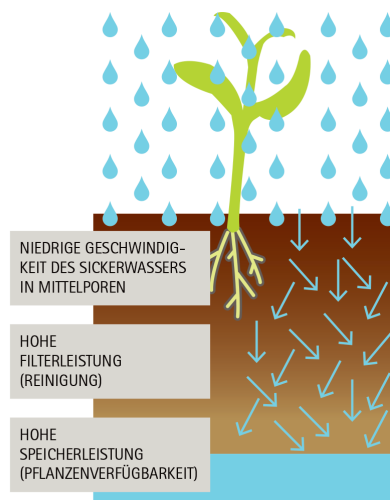 NIEDRIGE GESCHWINDIG-
KEIT DES SICKERWASSERS
IN MITTELPOREN
HOHE
FILTERLEISTUNG
(REINIGUNG)
HOHE
SPEICHERLEISTUNG
(PFLANZENVERFÜGBARKEIT)